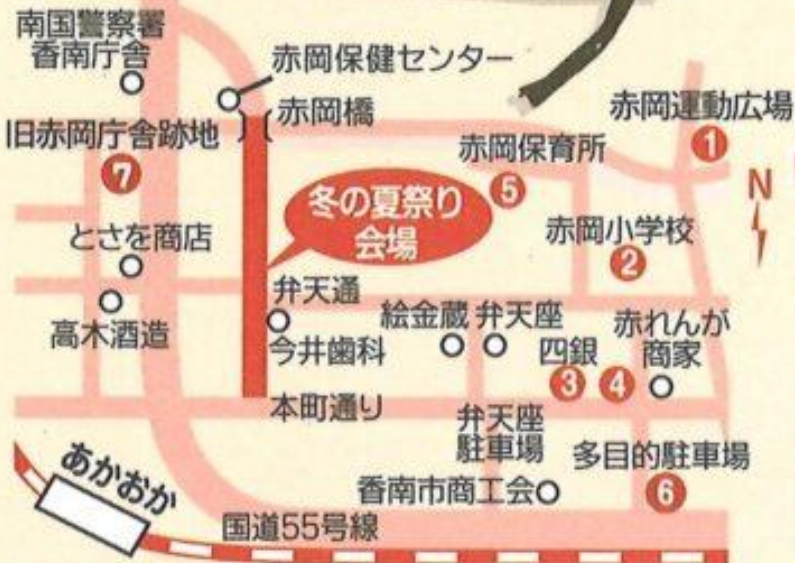 南国警察署
香南庁舎
赤岡保健センター
赤岡橋
赤岡運動広場
1
旧赤岡庁舎跡地
7
赤岡保育所
5
N
冬の夏祭り
会場
赤岡小学校
2
とさを商店
弁天通
高木酒造
今井歯科
絵金蔵
弁天座
四銀
3
4
赤れんが
商家
本町通り
弁天座
駐車場
多目的駐車場
6
あかおか
香南市商工会
国道55号線